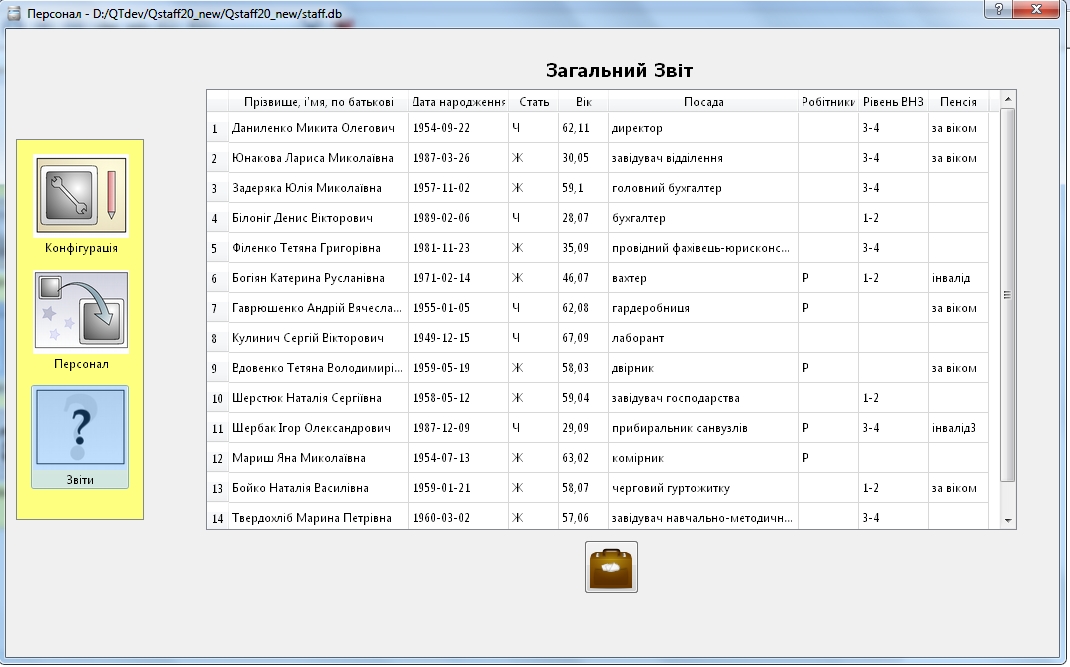 Персонал - D:/QTdev/Qstaff20_new/Qstaff20_new/staff.db
Загальний Звіт
Прізвище, і'мя, по батькові Дата народження Стать Вік Посада Робітники Рівень ВНЗ Пенсія
1 Даниленко Микита Олегович 1954-09-22 Ч 62,11 директор 3-4 за віком
2 Юнакова Лариса Миколаївна 1987-03-26 Ж 30,05 завідувач відділення 3-4 за віком
3 Задеряка Юлія Миколаївна 1957-11-02 Ж 59,1 головний бухгалтер 3-4
4 Білоніг Денис Вікторович 1989-02-06 Ч 28,07 бухгалтер 1-2
5 Філенко Тетяна Григорівна 1981-11-23 Ж 35,09 провідний фахівець-юрисконс... 3-4
6 Богіян Катерина Русланівна 1971-02-14 Ж 46,07 вахтер Р 1-2 інвалід
7 Гаврюшенко Андрій Вячесла... 1955-01-05 Ч 62,08 гардеробниця Р за віком
8 Кулинич Сергій Вікторович 1949-12-15 Ч 67,09 лаборант
9 Вдовенко Тетяна Володимирі... 1959-05-19 Ж 58,03 двірник Р за віком
10 Шерстюк Наталія Сергіївна 1958-05-12 Ж 59,04 завідувач господарства 1-2
11 Шербак Ігор Олександрович 1987-12-09 Ч 29,09 прибиральник санвузлів Р 3-4 інвалід3
12 Мариш Яна Миколаївна 1954-07-13 Ж 63,02 комірник Р
13 Бойко Наталія Василівна 1959-01-21 Ж 58,07 черговий гуртожитку 1-2 за віком
14 Твердохліб Марина Петрівна 1960-03-02 Ж 57,06 завідувач навчально-методичн... 3-4
Конфігурація
Персонал
Звіти